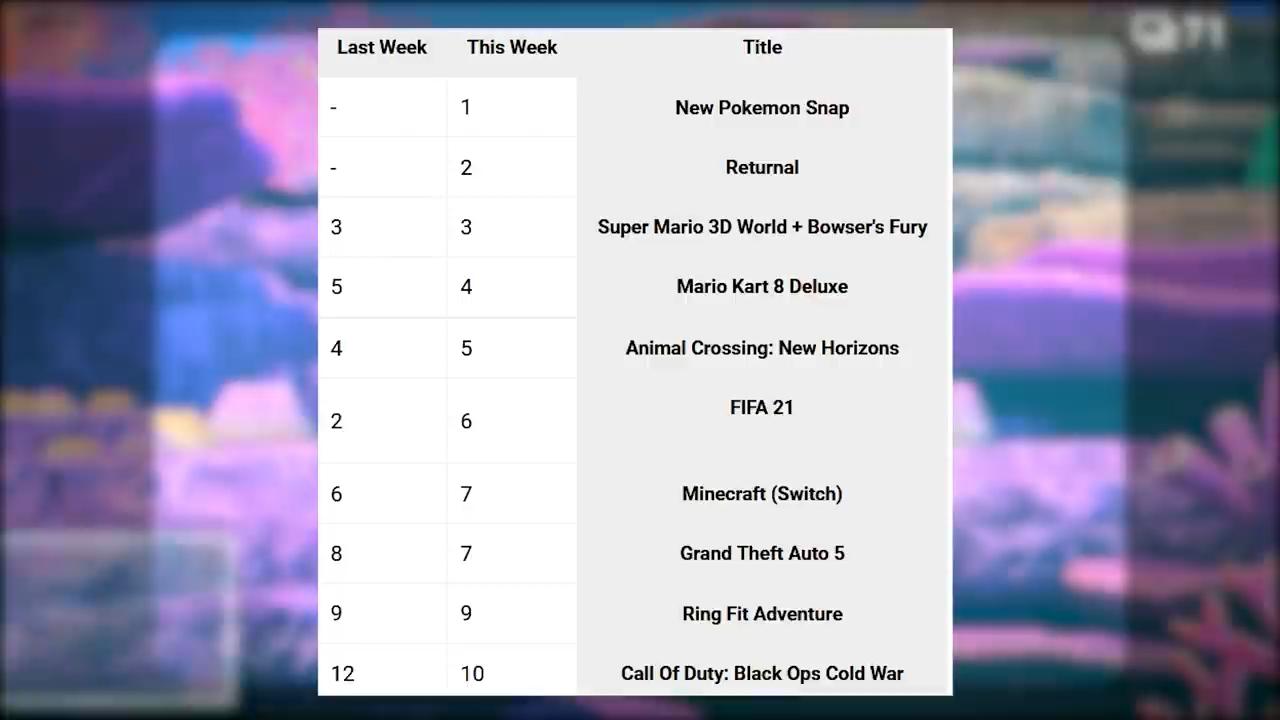 71
Last Week This Week Title
- 1 New Pokemon Snap
- 2 Returnal
3 3 Super Mario 3D World + Bowser's Fury
5 4 Mario Kart 8 Deluxe
4 5 Animal Crossing: New Horizons
2 6 FIFA 21
6 7 Minecraft (Switch)
8 7 Grand Theft Auto 5
9 9 Ring Fit Adventure
12 10 Call Of Duty: Black Ops Cold War